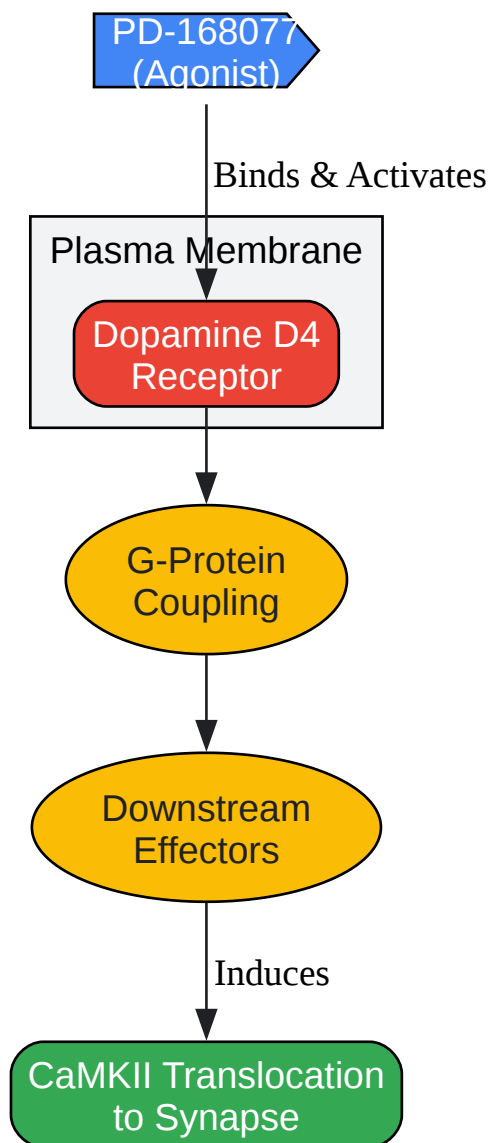 PD-168077
(Agonist)
Binds & Activates
Plasma Membrane
Dopamine D4
Receptor
G-Protein
Coupling
Downstream
Effectors
Induces
CaMKII Translocation
to Synapse